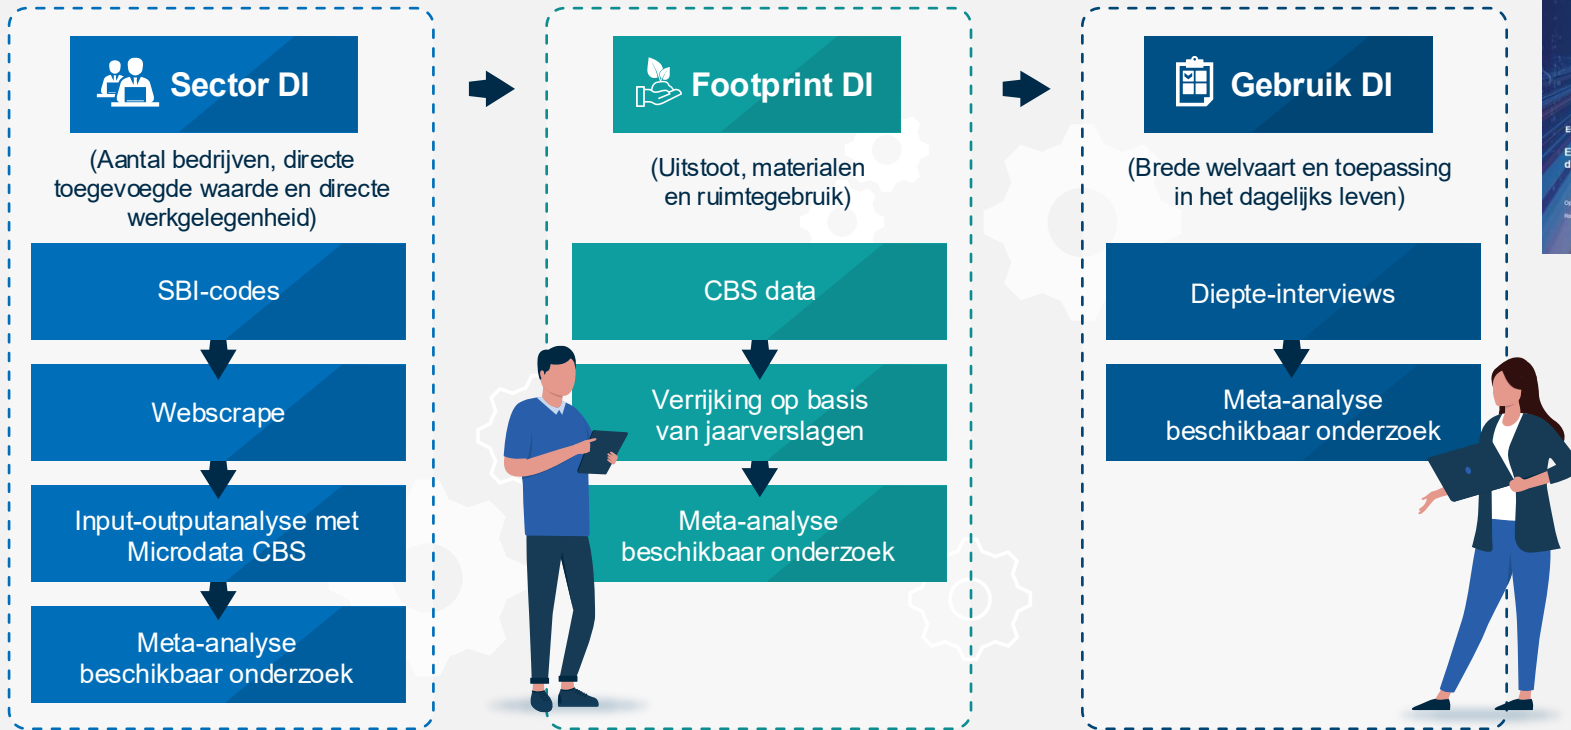 Sector DI
(Aantal bedrijven, directe
toegevoegde waarde en directe
werkgelegenheid)
SBI-codes
Webscrape
Input-outputanalyse met
Microdata CBS
Meta-analyse
beschikbaar onderzoek
Footprint DI
(Uitstoot, materialen
en ruimtegebruik)
CBS data
Verrijking op basis
van jaarverslagen
Meta-analyse
beschikbaar onderzoek
Gebruik DI
(Brede welvaart en toepassing
in het dagelijks leven)
Diepte-interviews
Meta-analyse
beschikbaar onderzoek